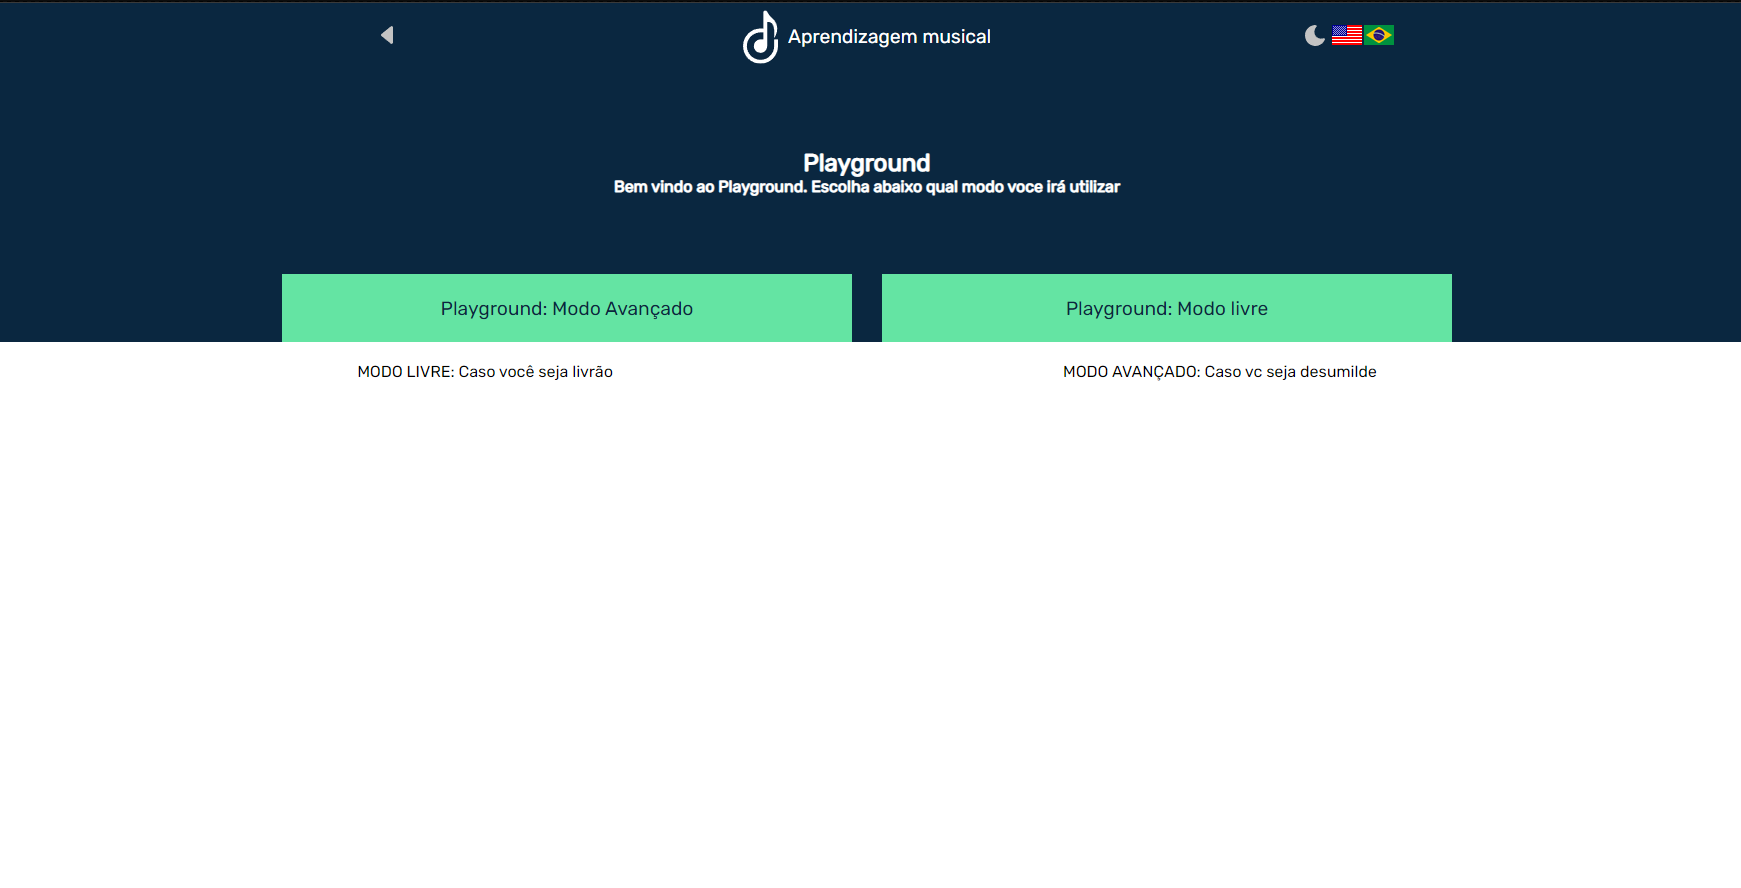 Aprendizagem musical
Playground
Bem vindo ao Playground. Escolha abaixo qual modo voce irá utilizar
Playground: Modo Avançado
Playground: Modo livre
MODO LIVRE: Caso você seja livrão
MODO AVANÇADO: Caso vc seja desumilde